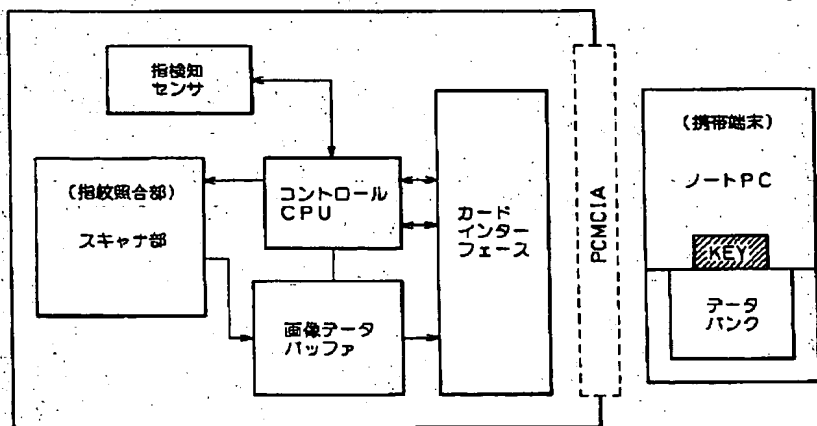 指検知
センサ
(指紋照合部)
スキャナ部
コントロール
CPU
画像データ
バッファ
カード
インター
フェース
PCMCIA
(携帯端末)
ノートPC
KEY
データ
バンク